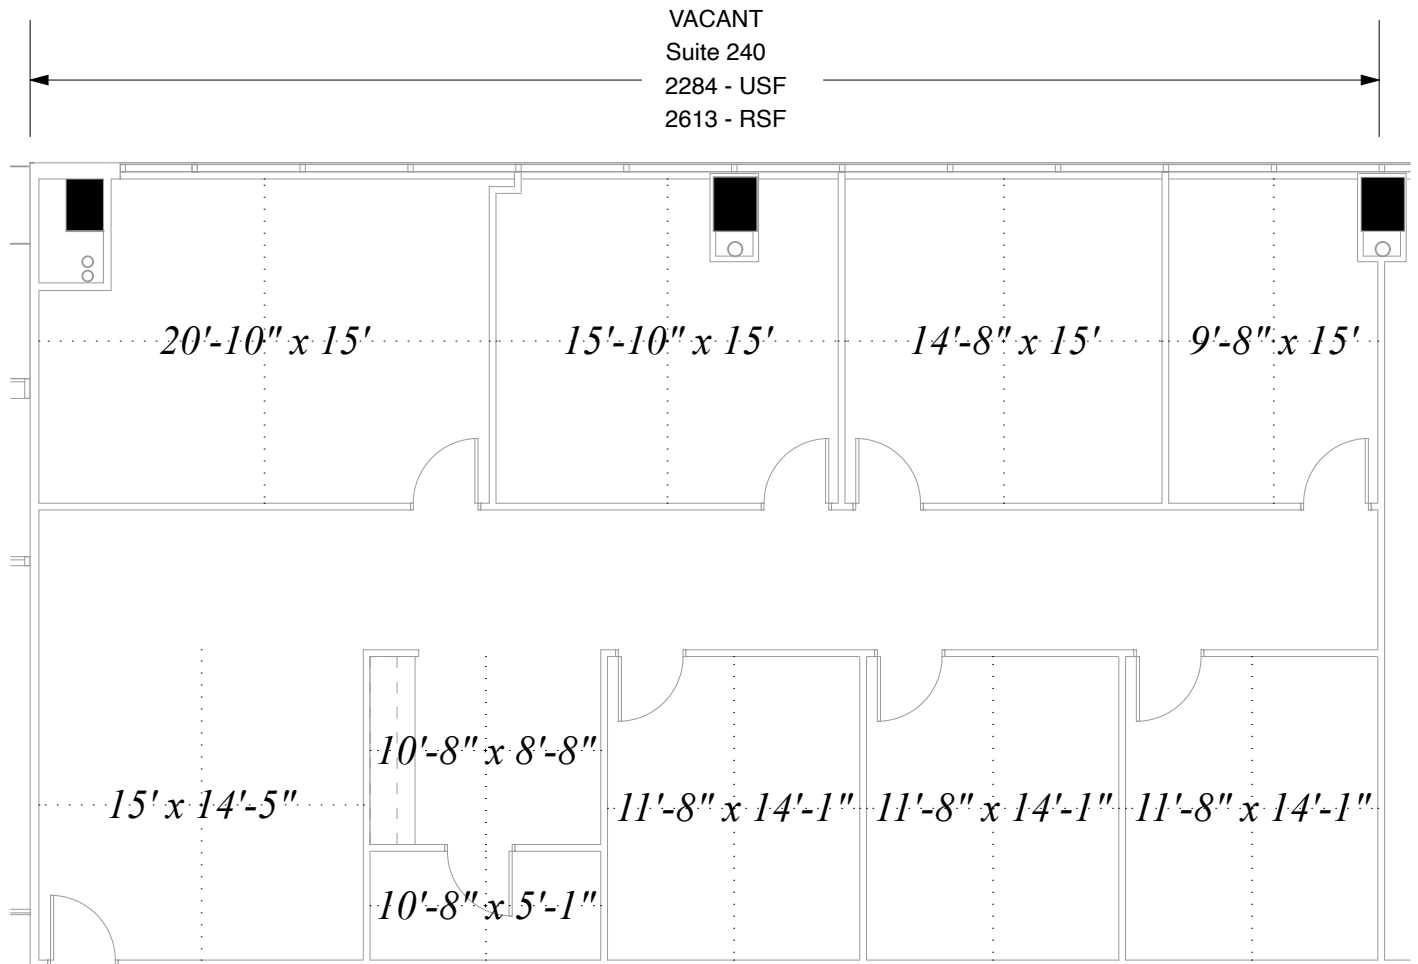 VACANT
Suite 240
2284 - USF
2613 - RSF
20'-10" x 15'
15'-10" x 15'
14'-8" x 15'
9'-8" x 15'
10'-8" x 8'-8"
15' x 14'-5"
11'-8" x 14'-1"
11'-8" x 14'-1"
11'-8" x 14'-1"
10'-8" x 5'-1"